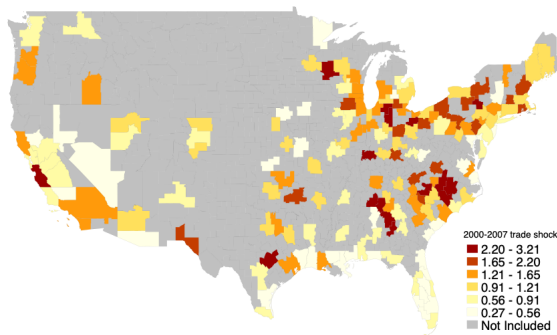 2000-2007 trade shock
2.20 - 3.21
1.65 - 2.20
1.21 - 1.65
0.91 - 1.21
0.56 - 0.91
0.27 - 0.56
Not Included